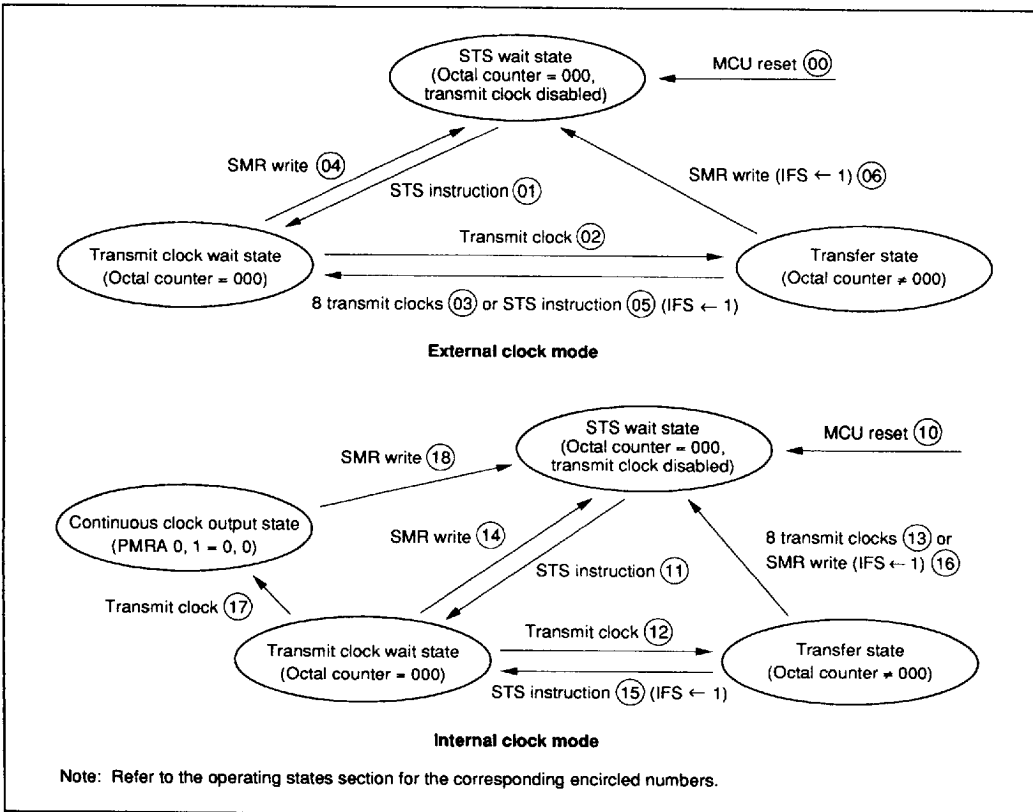 STS wait state
(Octal counter = 000,
transmit clock disabled)
MCU reset 00
SMR write 04
STS instruction 01
SMR write (IFS ← 1) 06
Transmit clock wait state
(Octal counter = 000)
Transmit clock 02
Transfer state
(Octal counter ≠ 000)
8 transmit clocks 03 or STS instruction 05 (IFS ← 1)
External clock mode
STS wait state
(Octal counter = 000,
transmit clock disabled)
MCU reset 10
SMR write 18
Continuous clock output state
(PMRA 0, 1 = 0, 0)
SMR write 14
8 transmit clocks 13 or
SMR write (IFS ← 1) 16
STS instruction 11
Transmit clock 17
Transmit clock wait state
(Octal counter = 000)
Transmit clock 12
STS instruction 15 (IFS ← 1)
Transfer state
(Octal counter ≠ 000)
Internal clock mode
Note: Refer to the operating states section for the corresponding encircled numbers.